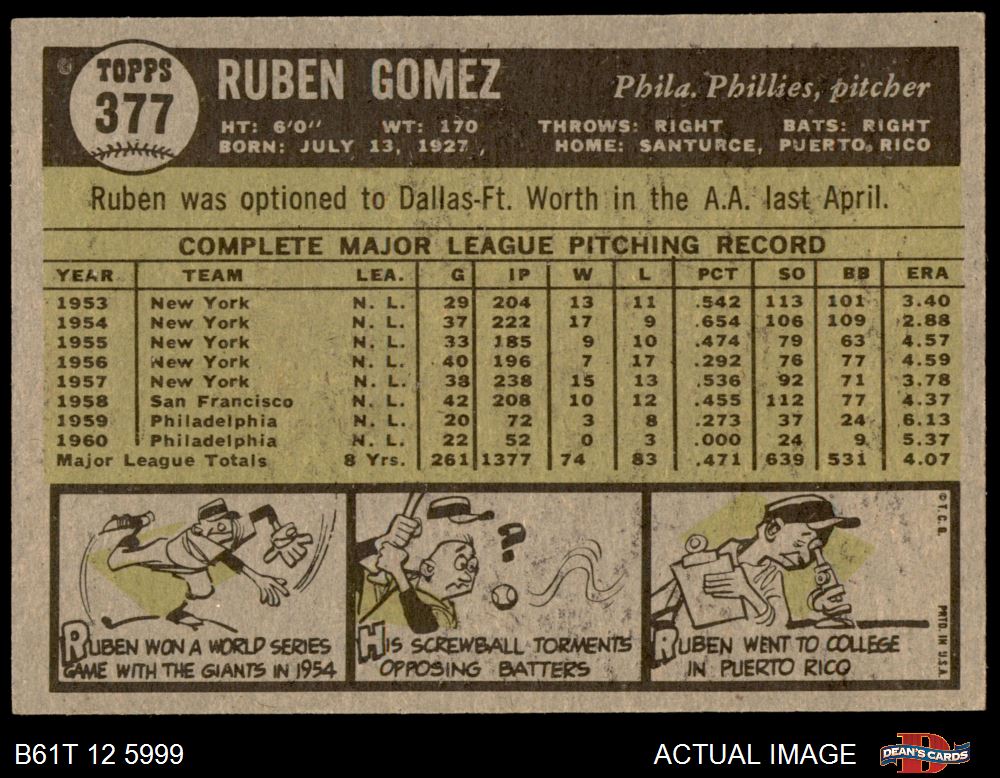 TOPPS
377
RUBEN GOMEZ
Phila. Phillies, pitcher
HT: 6'0" WT: 170 THROWS: RIGHT BATS: RIGHT
BORN: JULY 13, 1927 HOME: SANTURCE, PUERTO RICO
Ruben was optioned to Dallas-Ft. Worth in the A.A. last April.
COMPLETE MAJOR LEAGUE PITCHING RECORD
YEAR TEAM LEA. G IP W L PCT SO BB ERA
1953 New York N. L. 29 204 13 11 .542 113 101 3.40
1954 New York N. L. 37 222 17 9 .654 106 109 2.88
1955 New York N. L. 33 185 9 10 .474 79 63 4.57
1956 New York N. L. 40 196 7 17 .292 76 77 4.59
1957 New York N. L. 38 238 15 13 .536 92 71 3.78
1958 San Francisco N. L. 42 208 10 12 .455 112 77 4.37
1959 Philadelphia N. L. 20 72 3 8 .273 37 24 6.13
1960 Philadelphia N. L. 22 52 0 3 .000 24 9 5.37
Major League Totals 8 Yrs. 261 1377 74 83 .471 639 531 4.07
RUBEN WON A WORLD SERIES
GAME WITH THE GIANTS IN 1954
?
HIS SCREWBALL TORMENTS
OPPOSING BATTERS
RUBEN WENT TO COLLEGE
IN PUERTO RICO
© T.C.G. PRTD. IN U.S.A.
B61T 12 5999
ACTUAL IMAGE
DEAN'S CARDS